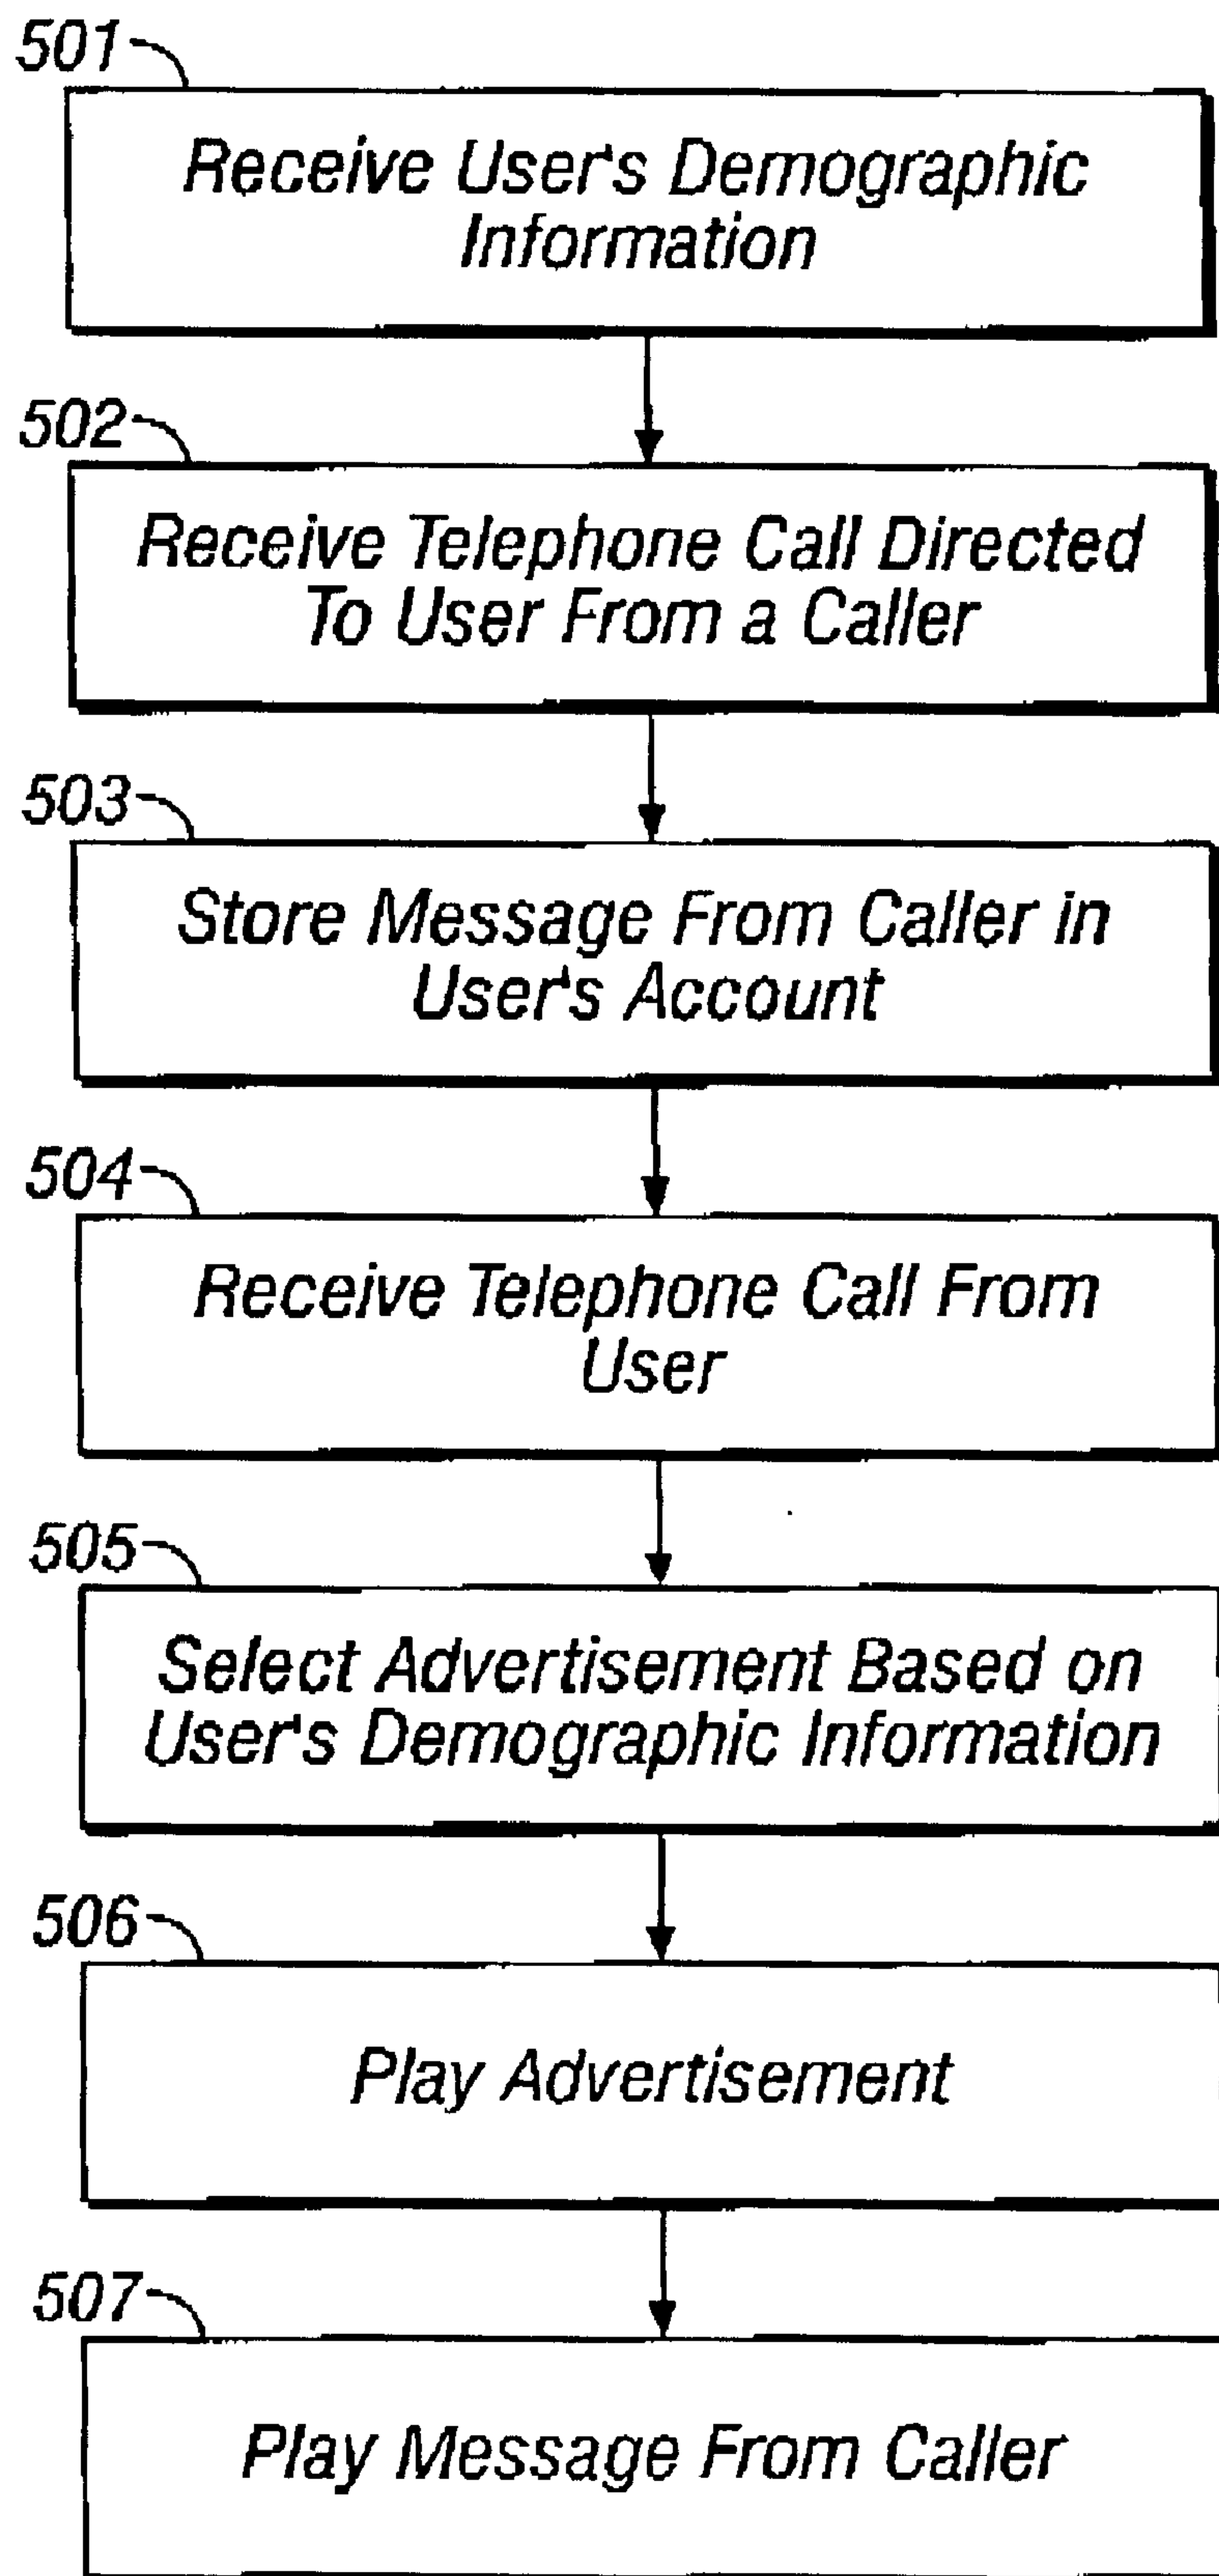 501
Receive User's Demographic
Information
502
Receive Telephone Call Directed
To User From a Caller
503
Store Message From Caller in
User's Account
504
Receive Telephone Call From
User
505
Select Advertisement Based on
User's Demographic Information
506
Play Advertisement
507
Play Message From Caller